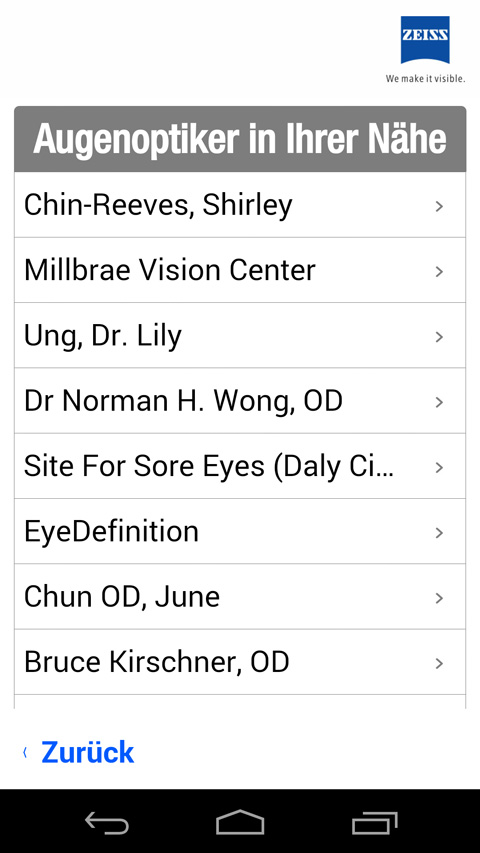 ZEISS
We make it visible.
Augenoptiker in Ihrer Nähe
Chin-Reeves, Shirley
Millbrae Vision Center
Ung, Dr. Lily
Dr Norman H. Wong, OD
Site For Sore Eyes (Daly Ci...
EyeDefinition
Chun OD, June
Bruce Kirschner, OD
Zurück